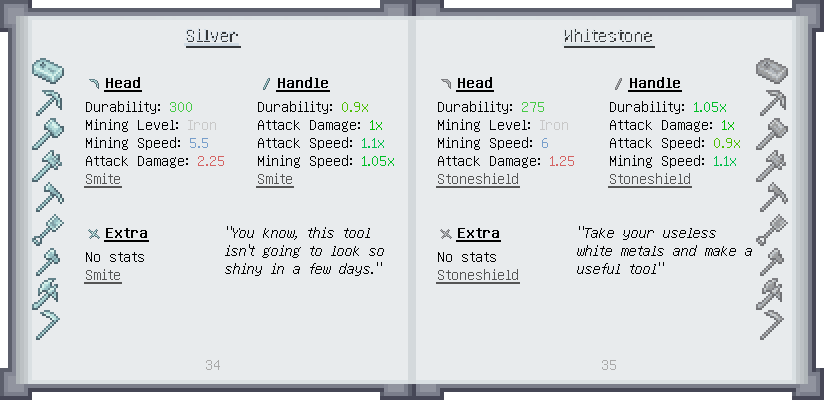 Silver
Head
Durability: 300
Mining Level: Iron
Mining Speed: 5.5
Attack Damage: 2.25
Smite
Handle
Durability: 0.9x
Attack Damage: 1x
Attack Speed: 1.1x
Mining Speed: 1.05x
Smite
Extra
No stats
Smite
"You know, this tool
isn't going to look so
shiny in a few days."
34
Whitestone
Head
Durability: 275
Mining Level: Iron
Mining Speed: 6
Attack Damage: 1.25
Stoneshield
Handle
Durability: 1.05x
Attack Damage: 1x
Attack Speed: 0.9x
Mining Speed: 1.1x
Stoneshield
Extra
No stats
Stoneshield
"Take your useless
white metals and make a
useful tool"
35